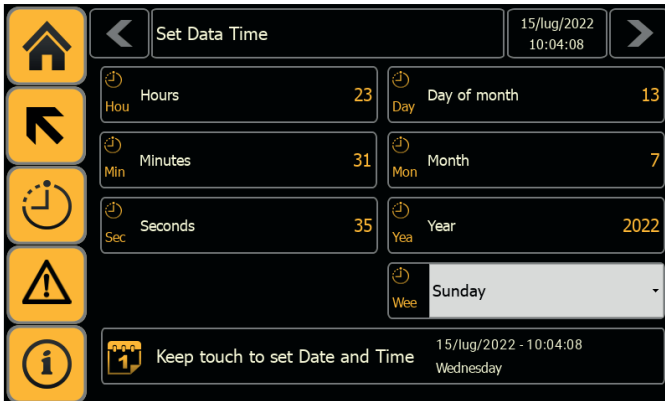 Set Data Time
15/lug/2022
10:04:08
Hou
Hours
23
Day
Day of month
13
Min
Minutes
31
Mon
Month
7
Sec
Seconds
35
Yea
Year
2022
Wee
Sunday
1
Keep touch to set Date and Time
15/lug/2022 - 10:04:08
Wednesday